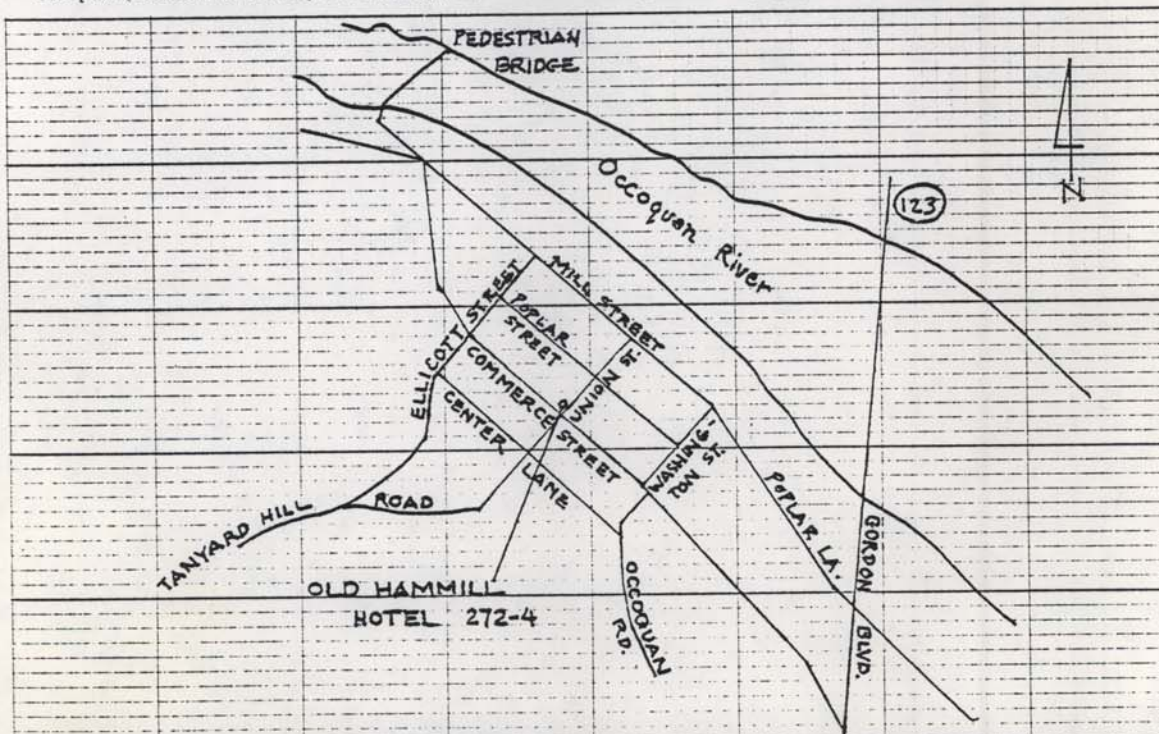 PEDESTRIAN
BRIDGE
Occoquan River
123
N
MILL STREET
ELLICOTT STREET
POPLAR
STREET
UNION St.
COMMERCE STREET
CENTER
LANE
WASHING-
TON ST.
POPLAR LA.
GORDON BLVD.
TANYARD HILL ROAD
OLD HAMMILL
HOTEL 272-4
OCCOQUAN
RD.